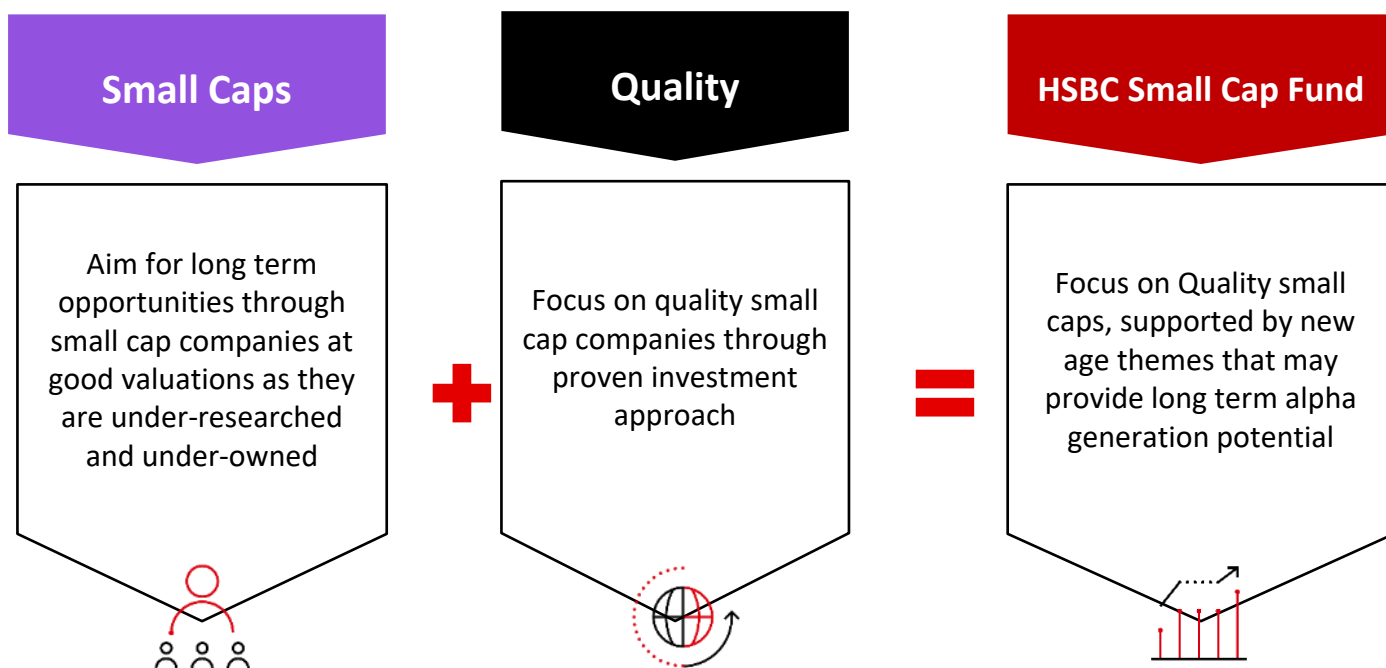 Small Caps
Aim for long term
opportunities through
small cap companies at
good valuations as they
are under-researched
and under-owned
Quality
Focus on quality small
cap companies through
proven investment
approach
HSBC Small Cap Fund
Focus on Quality small
caps, supported by new
age themes that may
provide long term alpha
generation potential